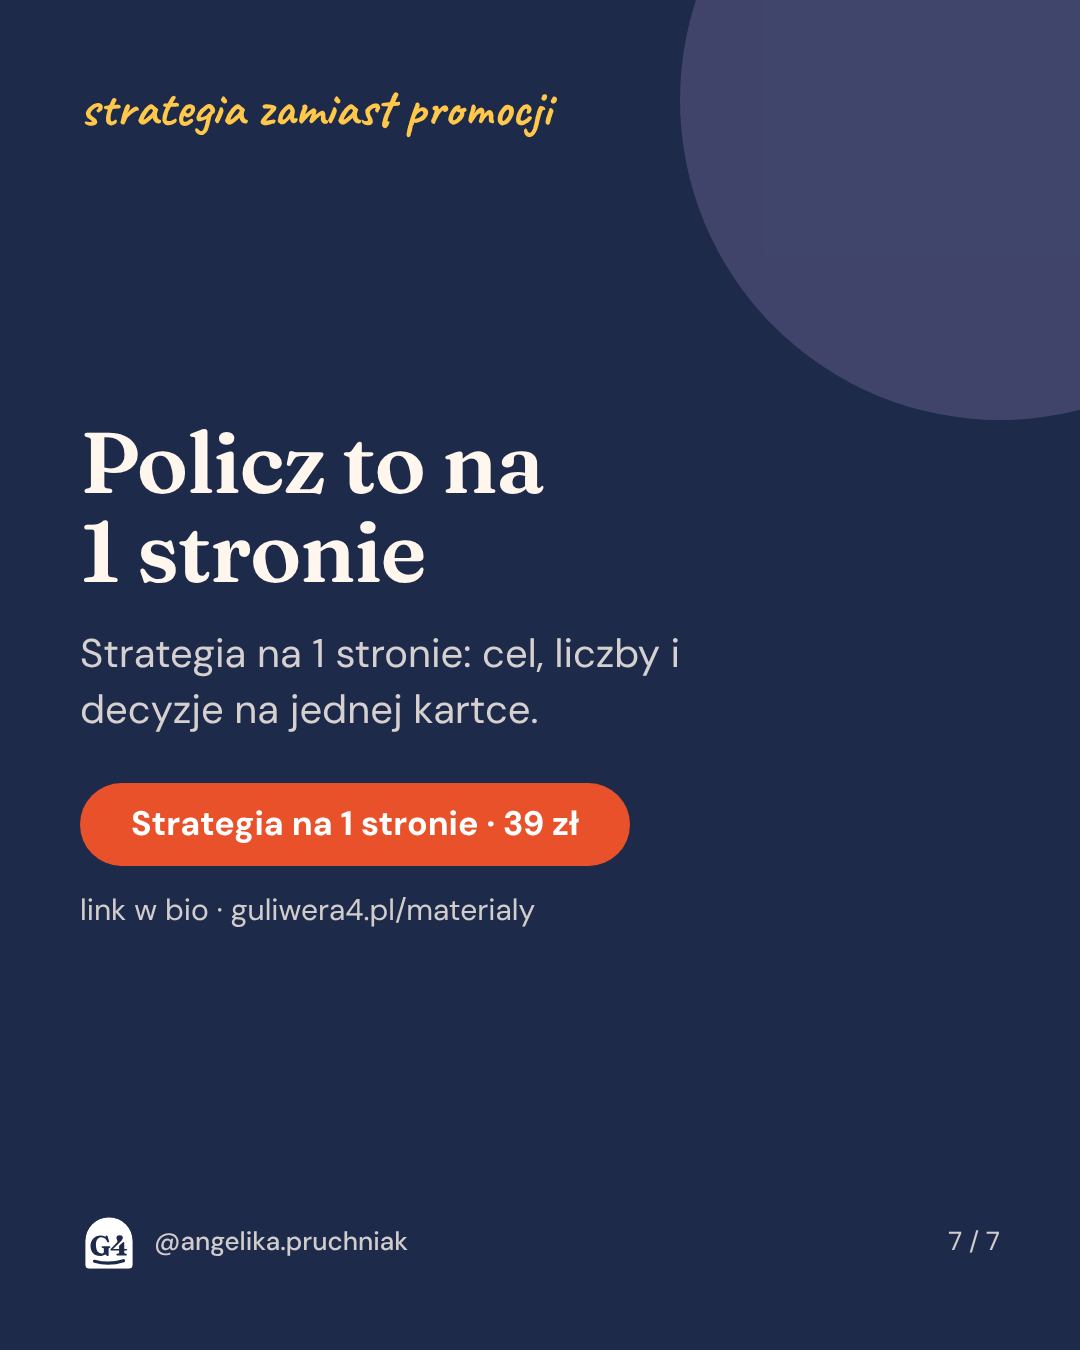 strategia zamiast promocji
Policz to na
1 stronie
Strategia na 1 stronie: cel, liczby i
decyzje na jednej kartce.
Strategia na 1 stronie · 39 zł
link w bio · guliwera4.pl/materialy
G4
@angelika.pruchniak
7 / 7